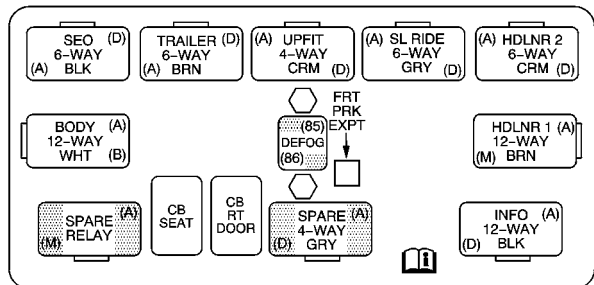 SEO (D)
6-WAY
(A) BLK
TRAILER (D)
6-WAY
(A) BRN
(A) UPFIT
4-WAY
CRM (D)
(A) SL RIDE
6-WAY
GRY (D)
(A) HDLNR 2
6-WAY
CRM (D)
BODY (A)
12-WAY
WHT (B)
(85)
DEFOG
(86)
FRT
PRK
EXPT
HDLNR 1 (A)
12-WAY
(M) BRN
SPARE (A)
(M) RELAY
CB
SEAT
CB
RT
DOOR
SPARE (A)
4-WAY
(D) GRY
INFO (A)
12-WAY
(D) BLK
i